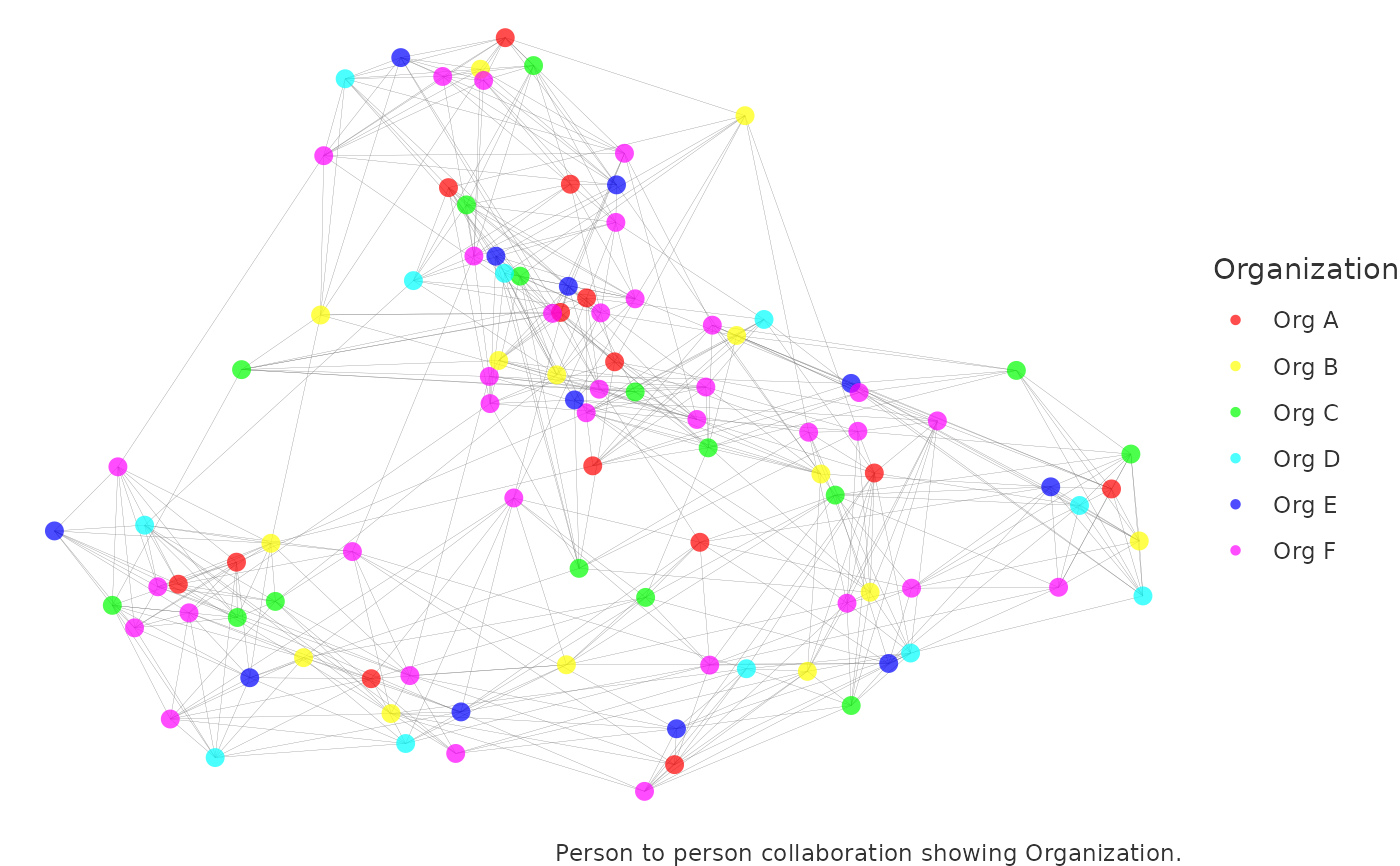 Organization
Org A
Org B
Org C
Org D
Org E
Org F
Person to person collaboration showing Organization.